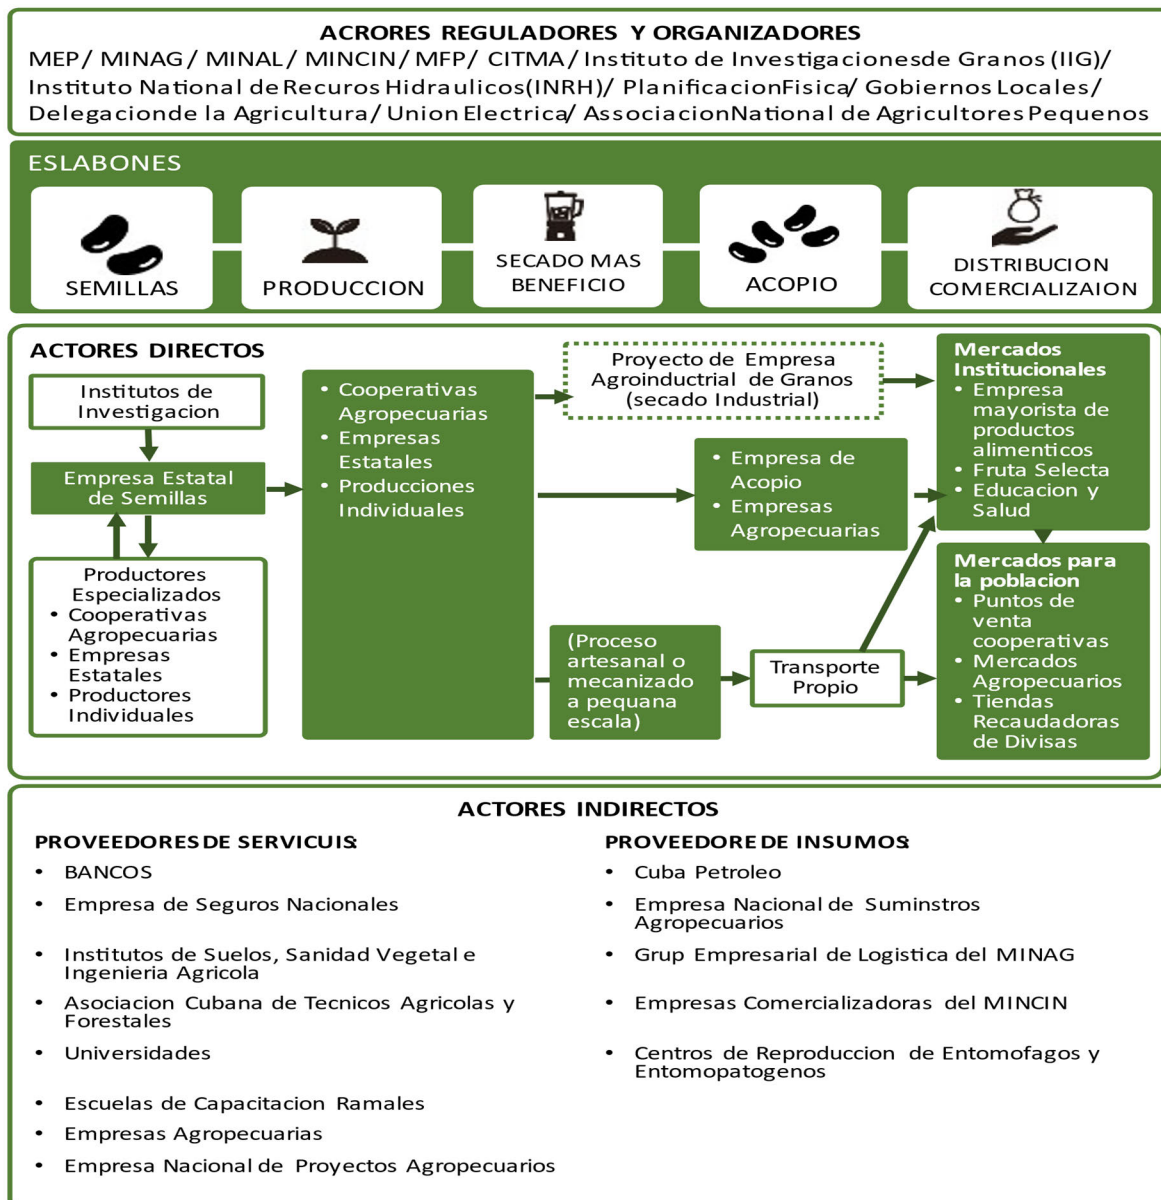 ACRORES REGULADORES Y ORGANIZADORES
MEP/ MINAG/ MINAL/ MINCIN/ MFP/ CITMA/ Instituto de Investigacionesde Granos (IIG)/
Instituto National de Recuros Hidraulicos(INRH)/ PlanificacionFisica/ Gobiernos Locales/
Delegacionde la Agricultura/ Union Electrica/ AssociacionNational de Agricultores Pequenos
ESLABONES
SEMILLAS
PRODUCCION
SECADO MAS
BENEFICIO
ACOPIO
DISTRIBUCION
COMERCIALIZAION
ACTORES DIRECTOS
Institutos de
Investigacion
Empresa Estatal
de Semillas
Productores
Especializados
• Cooperativas
Agropecuarias
• Empresas
Estatales
• Productores
Individuales
• Cooperativas
Agropecuarias
• Empresas
Estatales
• Producciones
Individuales
Proyecto de Empresa
Agroinductrial de Granos
(secado Industrial)
• Empresa de
Acopio
• Empresas
Agropecuarias
(Proceso
artesanal o
mecanizado
a pequana
escala)
Transporte
Propio
Mercados
Institucionales
• Empresa
mayorista de
productos
alimenticos
• Fruta Selecta
• Educacion y
Salud
Mercados para
la poblacion
• Puntos de
venta
cooperativas
• Mercados
Agropecuarios
• Tiendas
Recaudadoras
de Divisas
ACTORES INDIRECTOS
PROVEEDORES DE SERVICUIS:
• BANCOS
• Empresa de Seguros Nacionales
• Institutos de Suelos, Sanidad Vegetal e
Ingenieria Agricola
• Asociacion Cubana de Tecnicos Agricolas y
Forestales
• Universidades
• Escuelas de Capacitacion Ramales
• Empresas Agropecuarias
• Empresa Nacional de Proyectos Agropecuarios
PROVEEDORE DE INSUMOS:
• Cuba Petroleo
• Empresa Nacional de Suminstros
Agropecuarios
• Grup Empresarial de Logistica del MINAG
• Empresas Comercializadoras del MINCIN
• Centros de Reproduccion de Entomofagos y
Entomopatogenos